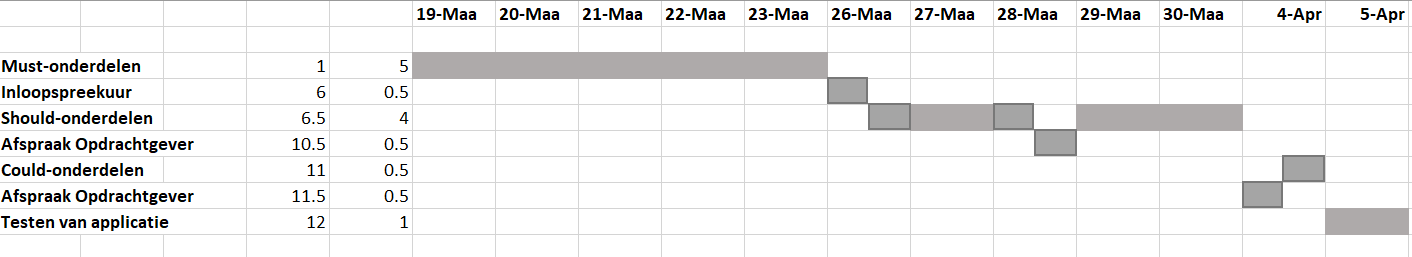 19-Maa 20-Maa 21-Maa 22-Maa 23-Maa 26-Maa 27-Maa 28-Maa 29-Maa 30-Maa 4-Apr 5-Apr
Must-onderdelen 1 5
Inloopspreekuur 6 0.5
Should-onderdelen 6.5 4
Afspraak Opdrachtgever 10.5 0.5
Could-onderdelen 11 0.5
Afspraak Opdrachtgever 11.5 0.5
Testen van applicatie 12 1